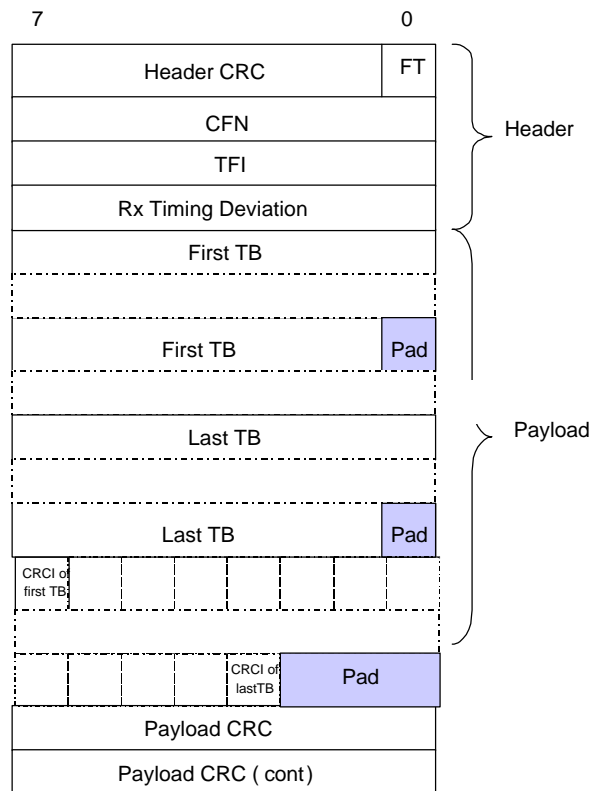 7 0
Header CRC FT
CFN
Header
TFI
Rx Timing Deviation
First TB
First TB Pad
Last TB
Payload
Last TB Pad
CRCI of
first TB
CRCI of
lastTB
Pad
Payload CRC
Payload CRC ( cont)